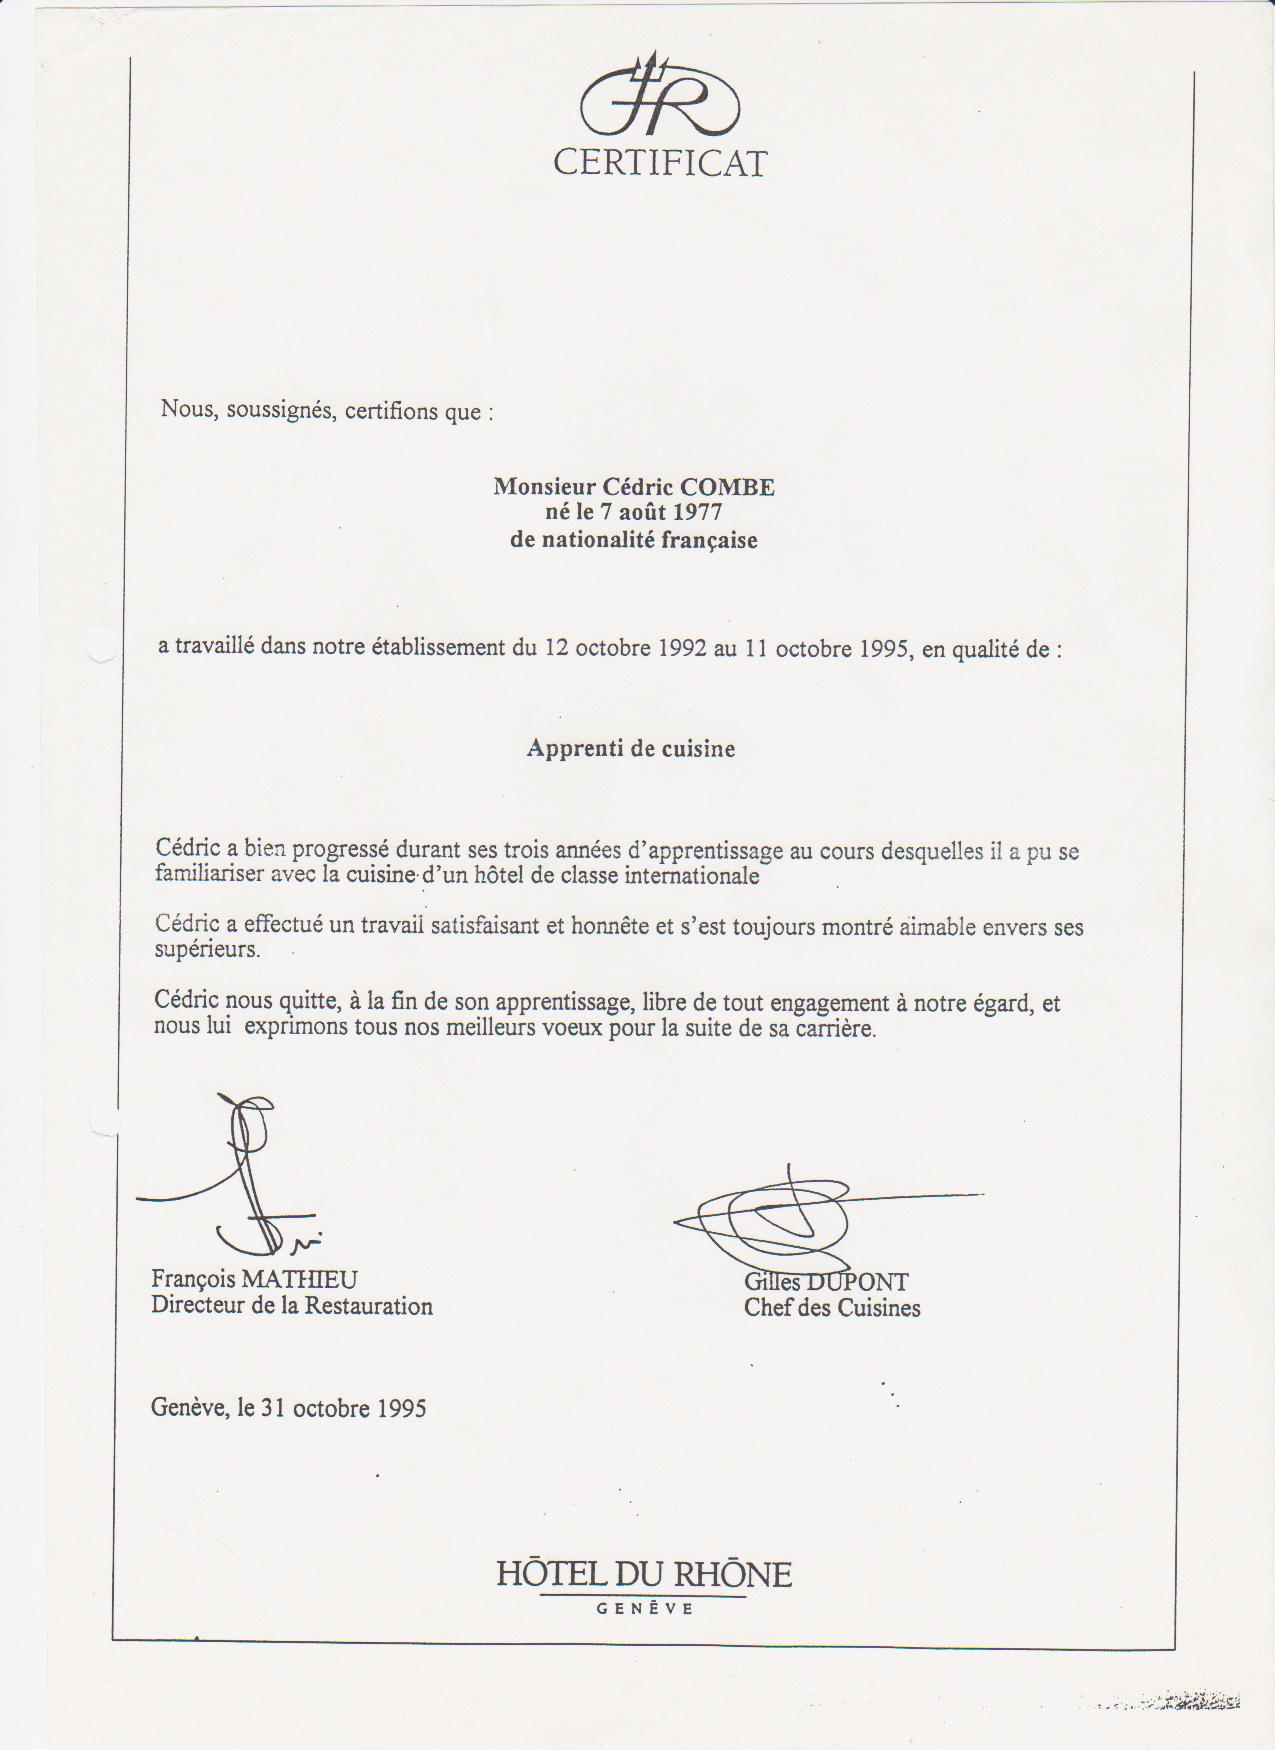 HR
CERTIFICAT
Nous, soussignés, certifions que :
Monsieur Cédric COMBE
né le 7 août 1977
de nationalité française
a travaillé dans notre établissement du 12 octobre 1992 au 11 octobre 1995, en qualité de :
Apprenti de cuisine
Cédric a bien progressé durant ses trois années d'apprentissage au cours desquelles il a pu se
familiariser avec la cuisine d'un hôtel de classe internationale
Cédric a effectué un travail satisfaisant et honnête et s'est toujours montré aimable envers ses
supérieurs.
Cédric nous quitte, à la fin de son apprentissage, libre de tout engagement à notre égard, et
nous lui exprimons tous nos meilleurs voeux pour la suite de sa carrière.
François MATHIEU
Directeur de la Restauration
Gilles DUPONT
Chef des Cuisines
Genève, le 31 octobre 1995
HŌTEL DU RHŌNE
GENĒVE